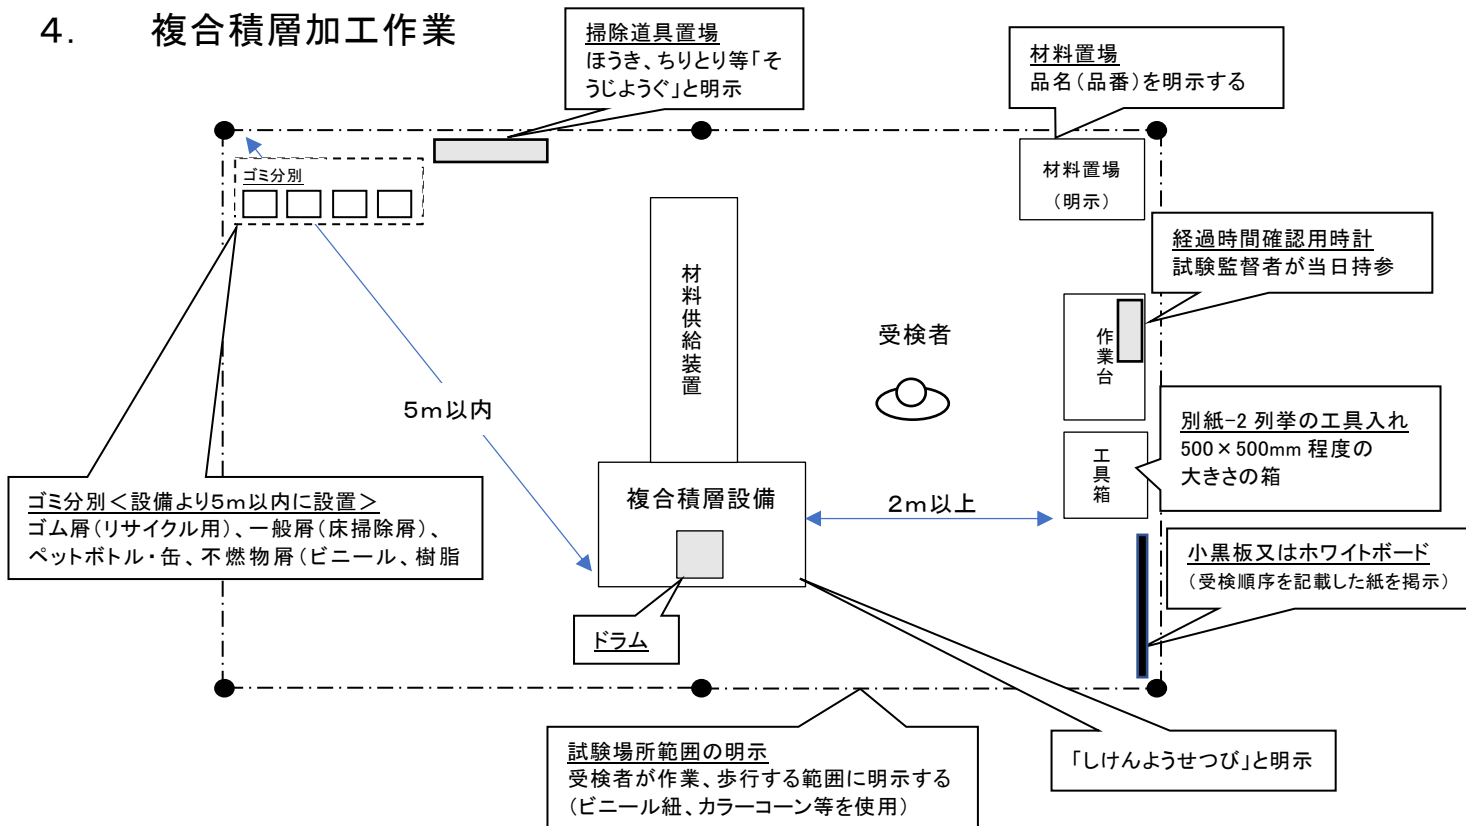 4.　複合積層加工作業
掃除道具置場
ほうき、ちりとり等「そ
うじようぐ」と明示
材料置場
品名(品番)を明示する
ゴミ分別
材料置場
(明示)
経過時間確認用時計
試験監督者が当日持参
材料供給装置
受検者
作業台
5m以内
別紙-2 列挙の工具入れ
500×500mm 程度の
大きさの箱
工具箱
ゴミ分別<設備より5m以内に設置>
ゴム屑(リサイクル用)、一般屑(床掃除屑)、
ペットボトル・缶、不燃物屑(ビニール、樹脂
複合積層設備
2m以上
小黒板又はホワイトボード
(受検順序を記載した紙を掲示)
ドラム
試験場所範囲の明示
受検者が作業、歩行する範囲に明示する
(ビニール紐、カラーコーン等を使用)
「しけんようせつび」と明示